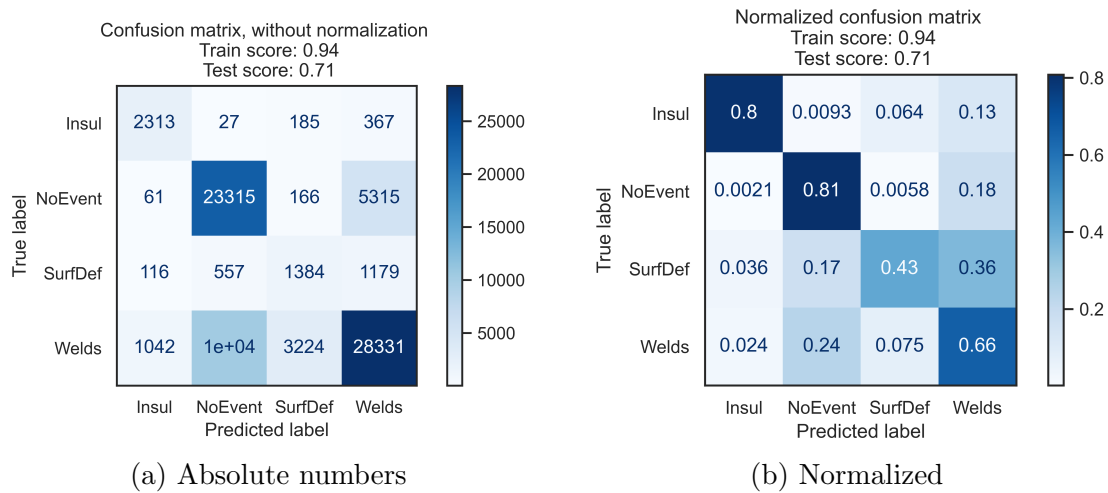 Confusion matrix, without normalization
Train score: 0.94
Test score: 0.71
True label
Insul 2313 27 185 367
NoEvent 61 23315 166 5315
SurfDef 116 557 1384 1179
Welds 1042 1e+04 3224 28331
Insul NoEvent SurfDef Welds
Predicted label
25000
20000
15000
10000
5000
(a) Absolute numbers
Normalized confusion matrix
Train score: 0.94
Test score: 0.71
True label
Insul 0.8 0.0093 0.064 0.13
NoEvent 0.0021 0.81 0.0058 0.18
SurfDef 0.036 0.17 0.43 0.36
Welds 0.024 0.24 0.075 0.66
Insul NoEvent SurfDef Welds
Predicted label
0.8
0.6
0.4
0.2
(b) Normalized